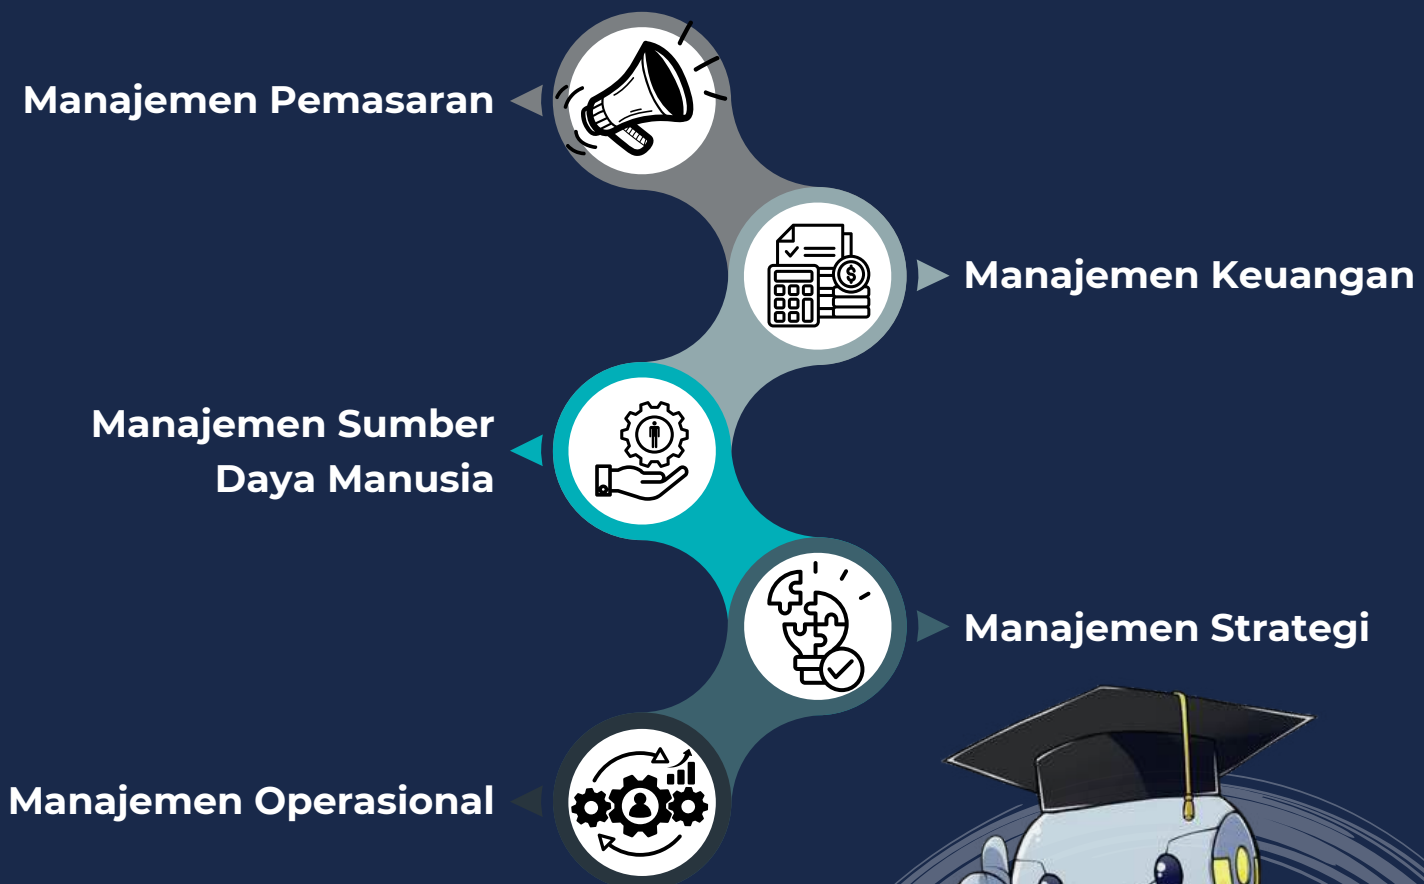 Manajemen Pemasaran
Manajemen Keuangan
Manajemen Sumber
Daya Manusia
Manajemen Strategi
Manajemen Operasional